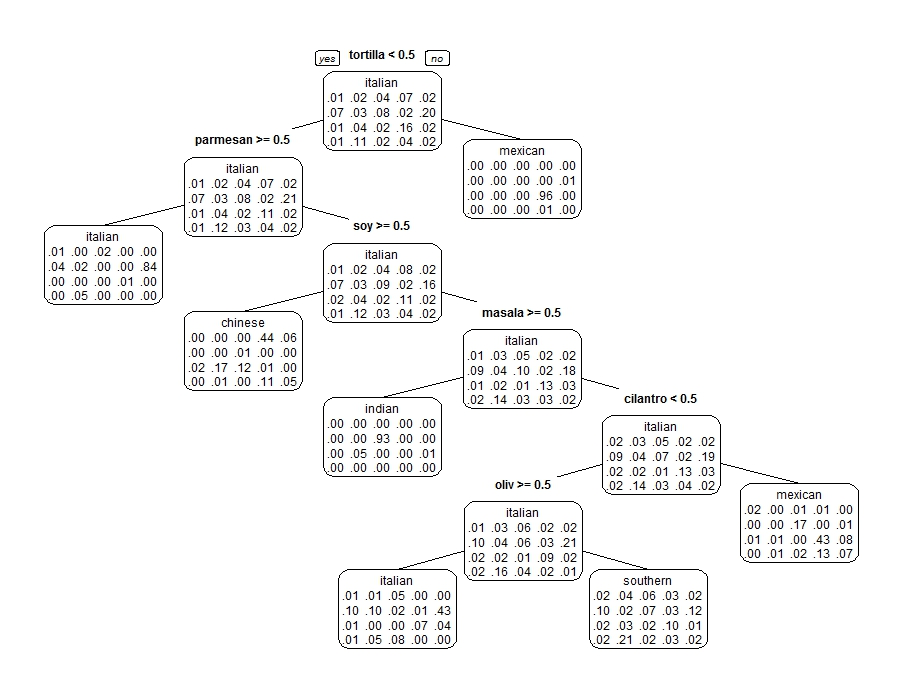 yes tortilla < 0.5 no
italian
.01 .02 .04 .07 .02
.07 .03 .08 .02 .20
.01 .04 .02 .16 .02
.01 .11 .02 .04 .02
parmesan >= 0.5
mexican
.00 .00 .00 .00 .00
.00 .00 .00 .00 .01
.00 .00 .00 .96 .00
.00 .00 .00 .01 .00
italian
.01 .02 .04 .07 .02
.07 .03 .08 .02 .21
.01 .04 .02 .11 .02
.01 .12 .03 .04 .02
soy >= 0.5
italian
.01 .00 .02 .00 .00
.04 .02 .00 .00 .84
.00 .00 .00 .01 .00
.00 .05 .00 .00 .00
italian
.01 .02 .04 .08 .02
.07 .03 .09 .02 .16
.02 .04 .02 .11 .02
.01 .12 .03 .04 .02
masala >= 0.5
chinese
.00 .00 .00 .44 .06
.00 .00 .01 .00 .00
.02 .17 .12 .01 .00
.00 .01 .00 .11 .05
italian
.01 .03 .05 .02 .02
.09 .04 .10 .02 .18
.01 .02 .01 .13 .03
.02 .14 .03 .03 .02
cilantro < 0.5
indian
.00 .00 .00 .00 .00
.00 .00 .93 .00 .00
.00 .05 .00 .00 .01
.00 .00 .00 .00 .00
italian
.02 .03 .05 .02 .02
.09 .04 .07 .02 .19
.02 .02 .01 .13 .03
.02 .14 .03 .04 .02
oliv >= 0.5
mexican
.02 .00 .01 .01 .00
.00 .00 .17 .00 .01
.01 .01 .00 .43 .08
.00 .01 .02 .13 .07
italian
.01 .03 .06 .02 .02
.10 .04 .06 .03 .21
.02 .02 .01 .09 .02
.02 .16 .04 .02 .01
italian
.01 .01 .05 .00 .00
.10 .10 .02 .01 .43
.01 .00 .00 .07 .04
.01 .05 .08 .00 .00
southern
.02 .04 .06 .03 .02
.10 .02 .07 .03 .12
.02 .03 .02 .10 .01
.02 .21 .02 .03 .02